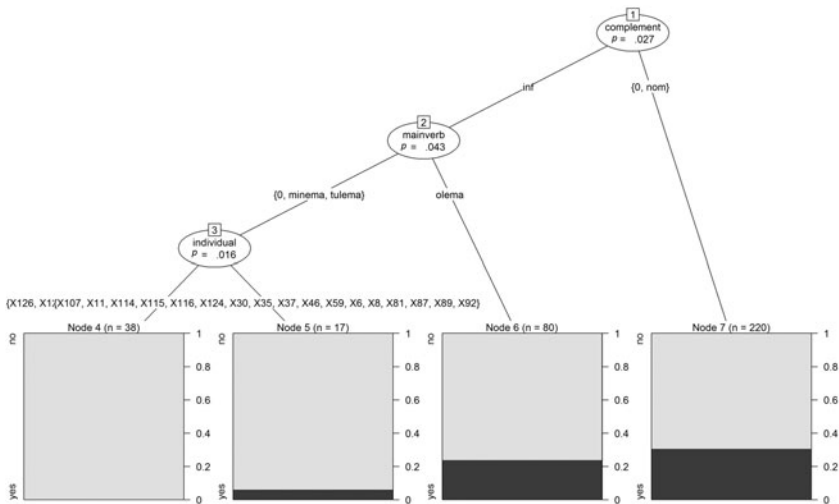 1
complement
p = .027
inf
{0, nom}
2
mainverb
p = .043
{0, minema, tulema}
olema
3
individual
p = .016
{X107, X11, X114, X115, X116, X124, X30, X35, X37, X46, X59, X6, X8, X81, X87, X89, X92}
Node 4 (n = 38)
no
yes
1
0.8
0.6
0.4
0.2
0
Node 5 (n = 17)
no
yes
1
0.8
0.6
0.4
0.2
0
Node 6 (n = 80)
no
yes
1
0.8
0.6
0.4
0.2
0
Node 7 (n = 220)
no
yes
1
0.8
0.6
0.4
0.2
0